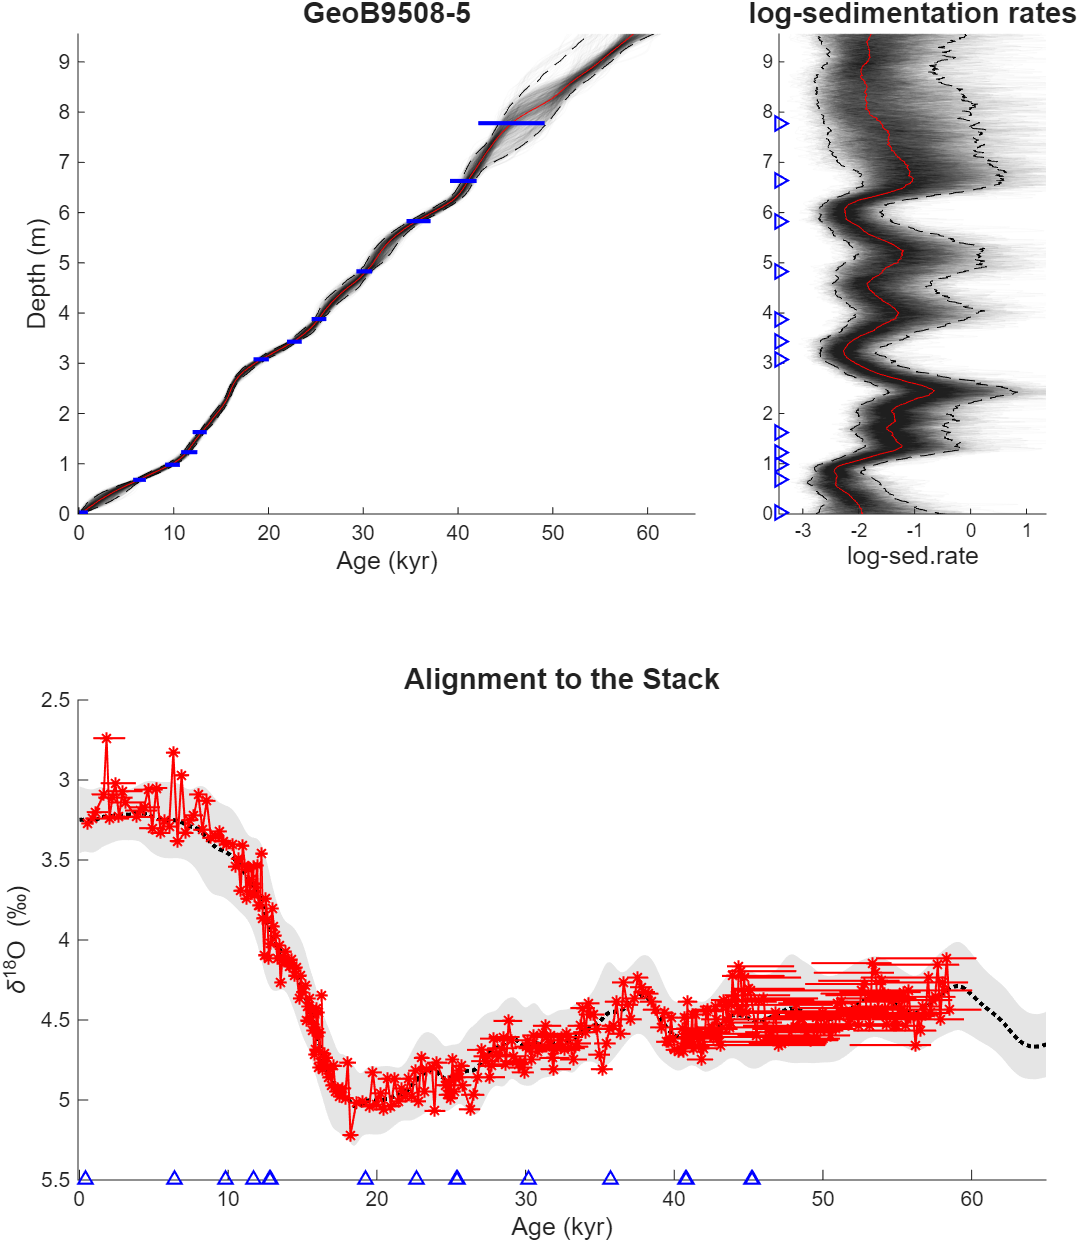 GeoB9508-5
log-sedimentation rates
9
8
7
6
5
4
3
2
1
0
Depth (m)
0 10 20 30 40 50 60
Age (kyr)
9
8
7
6
5
4
3
2
1
0
-3 -2 -1 0 1
log-sed.rate
Alignment to the Stack
2.5
3
3.5
4
4.5
5
5.5
δ18O (‰)
0 10 20 30 40 50 60
Age (kyr)